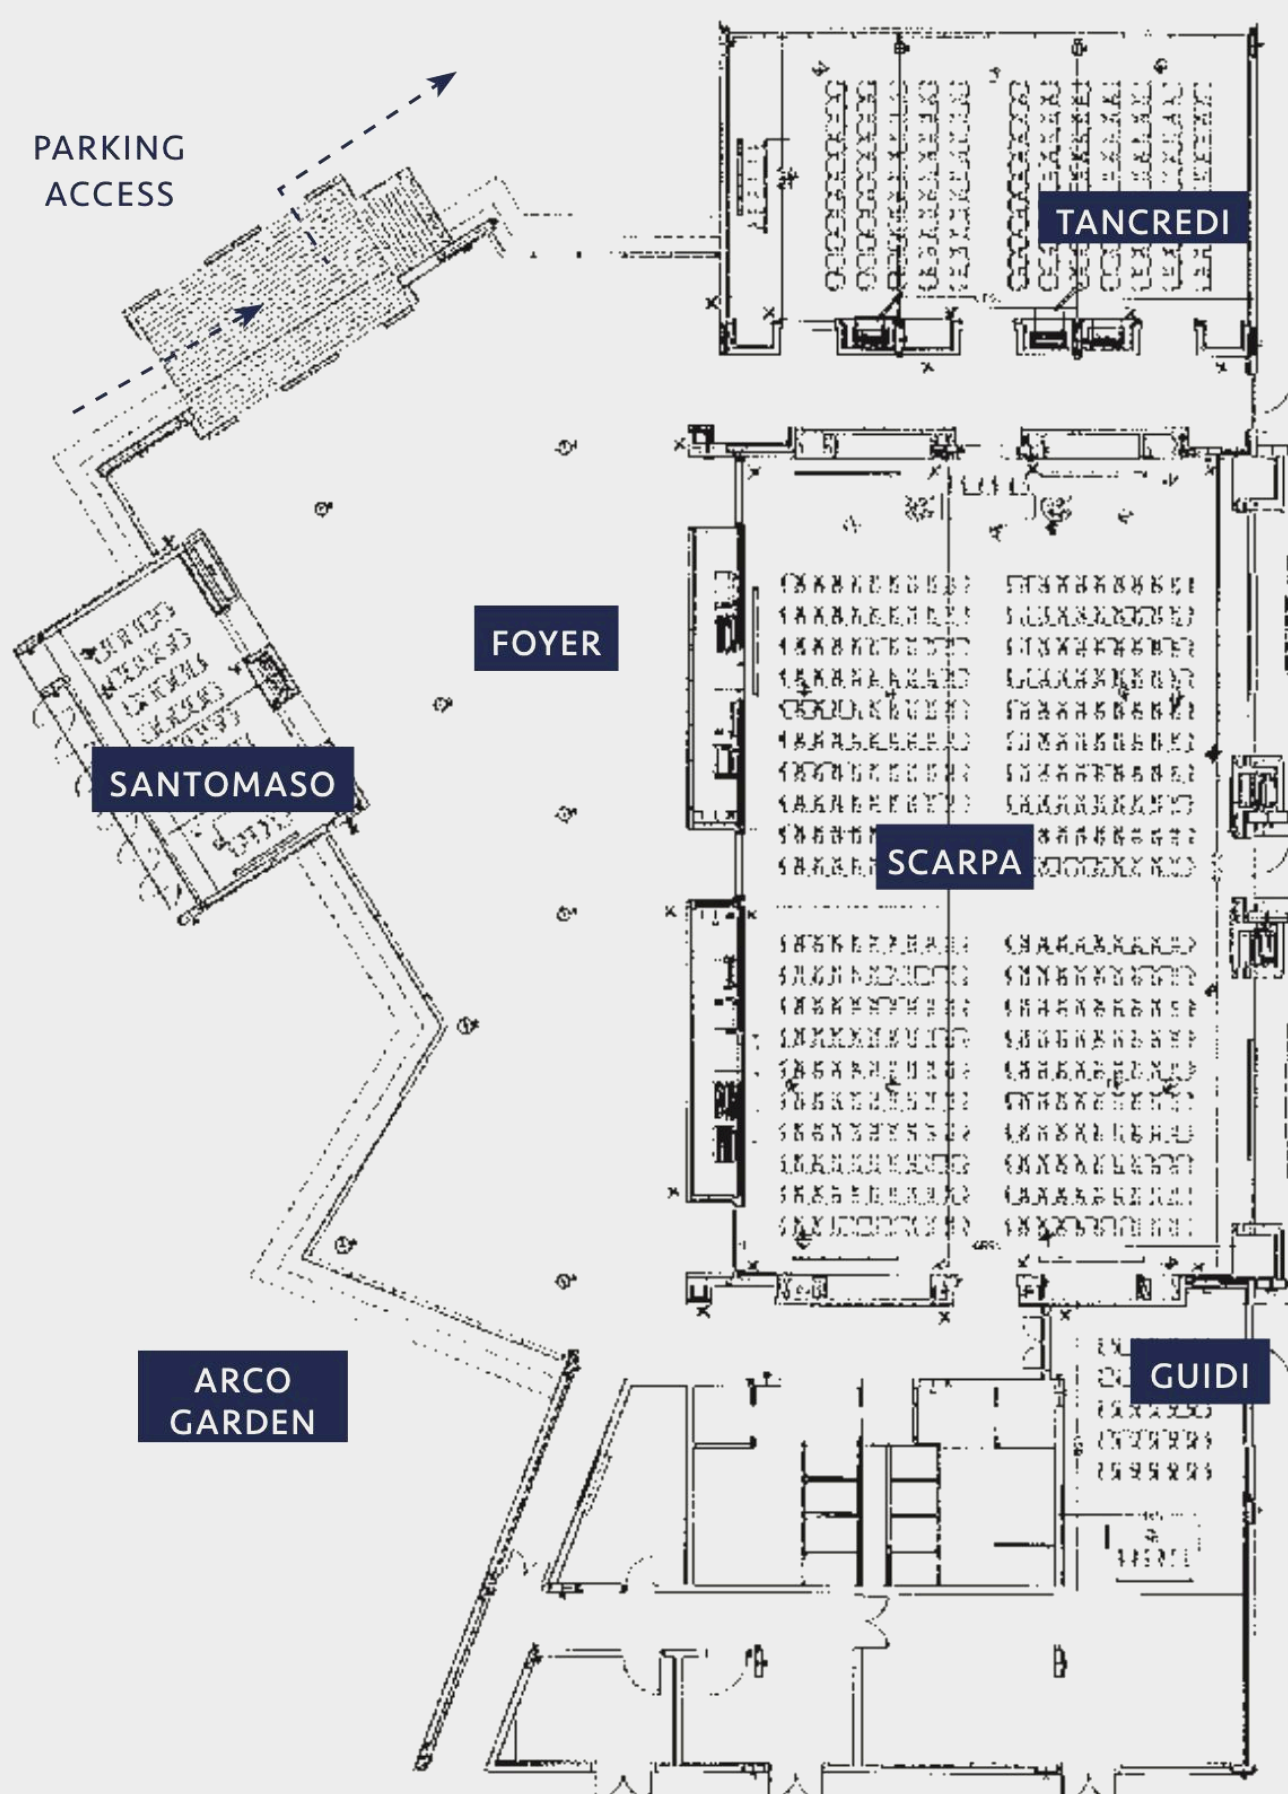 PARKING
ACCESS
TANCREDI
FOYER
SANTOMASO
SCARPA
ARCO
GARDEN
GUIDI